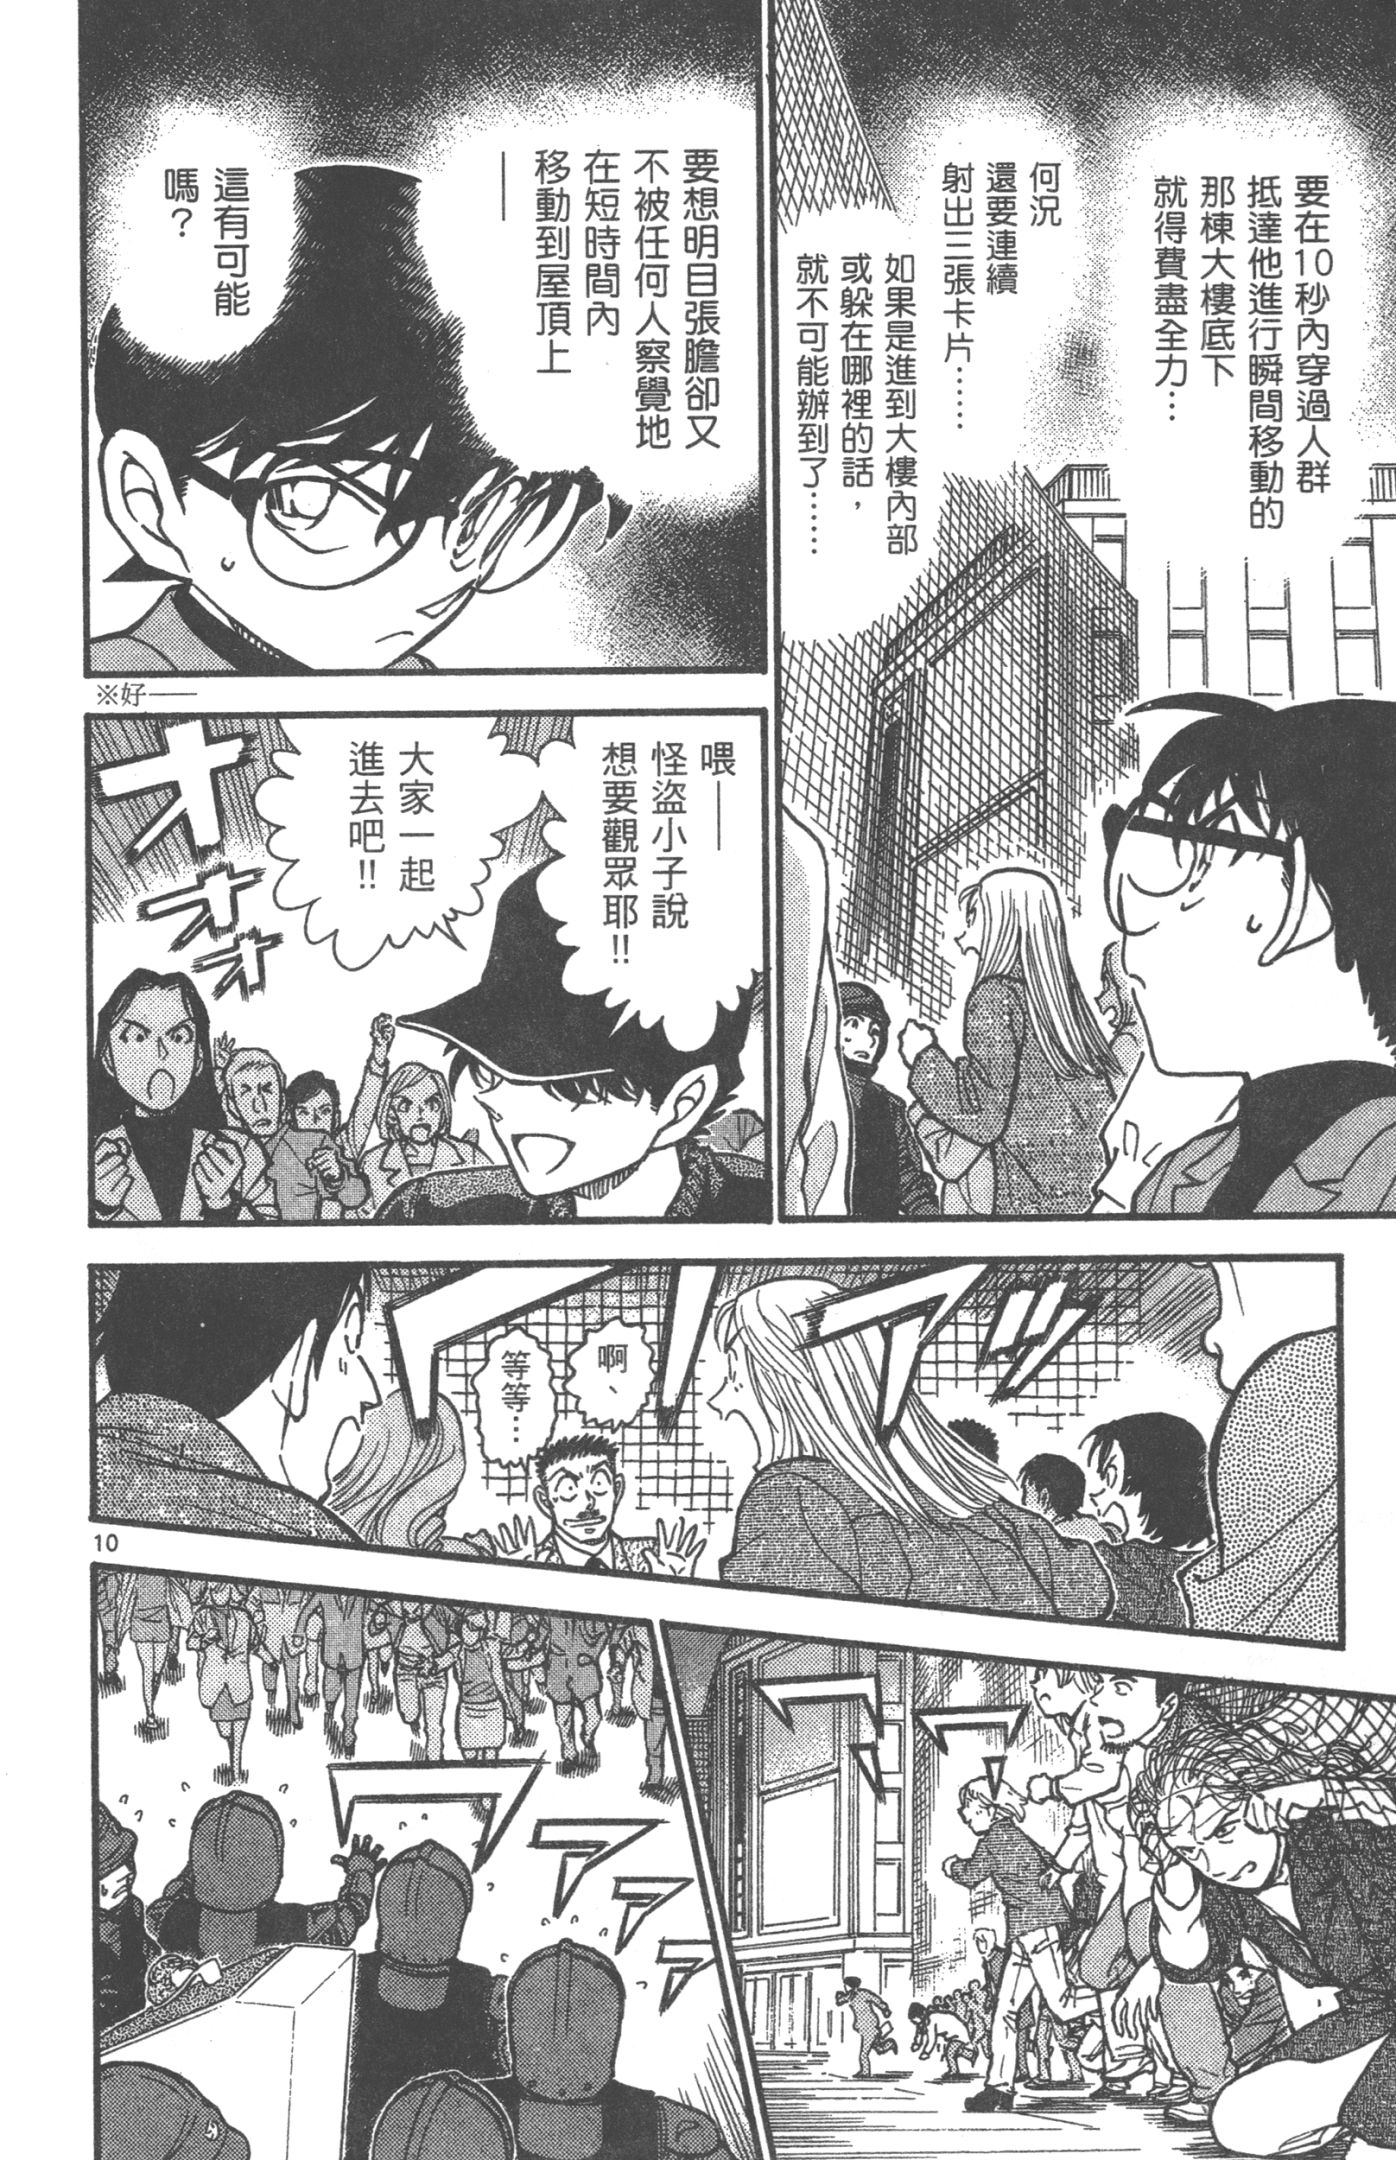 要在10秒內穿過人群
抵達他進行瞬間移動的
那棟大樓底下
就得費盡全力…
何況
還要連續
射出三張卡片……
如果是進到大樓內部
或躲在哪裡的話，
就不可能辦到了……
要想明目張膽卻又
不被任何人察覺地
在短時間內
移動到屋頂上
——
這有可能
嗎？
※好——
喂——
怪盜小子說
想要觀眾耶!!
大家一起
進去吧!!
オ
オ
オ
啊、
等等…
10